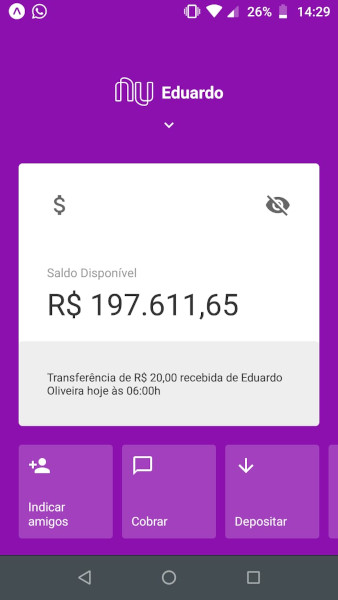 26% 14:29
nu Eduardo
$
Saldo Disponível
R$ 197.611,65
Transferência de R$ 20,00 recebida de Eduardo
Oliveira hoje às 06:00h
Indicar
amigos
Cobrar
Depositar